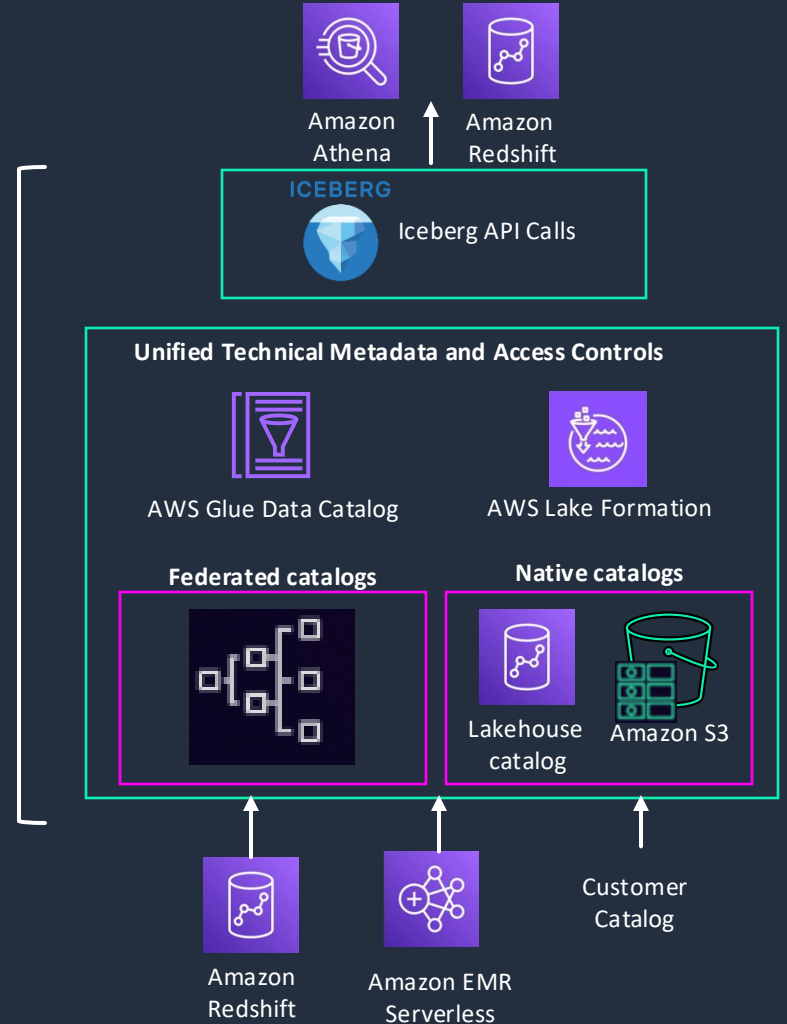 Amazon
Athena
Amazon
Redshift
ICEBERG
Iceberg API Calls
Unified Technical Metadata and Access Controls
AWS Glue Data Catalog
AWS Lake Formation
Federated catalogs
Native catalogs
Lakehouse
catalog
Amazon S3
Amazon
Redshift
Amazon EMR
Serverless
Customer
Catalog